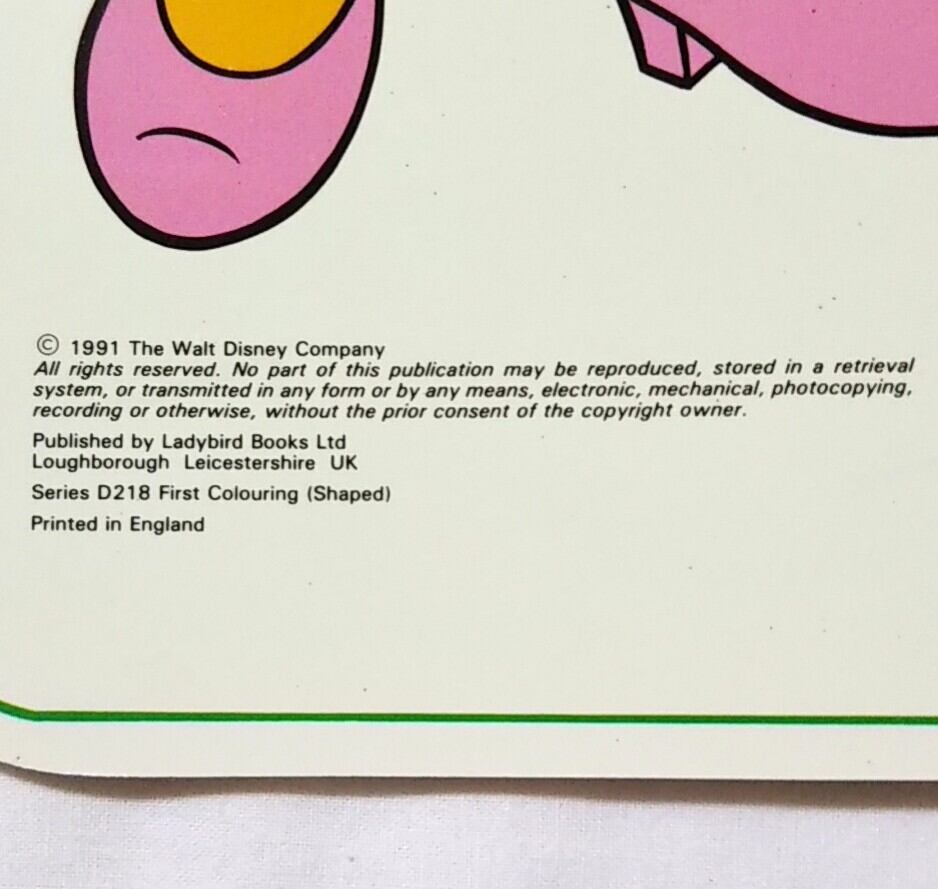 © 1991 The Walt Disney Company
All rights reserved. No part of this publication may be reproduced, stored in a retrieval
system, or transmitted in any form or by any means, electronic, mechanical, photocopying,
recording or otherwise, without the prior consent of the copyright owner.
Published by Ladybird Books Ltd
Loughborough Leicestershire UK
Series D218 First Colouring (Shaped)
Printed in England